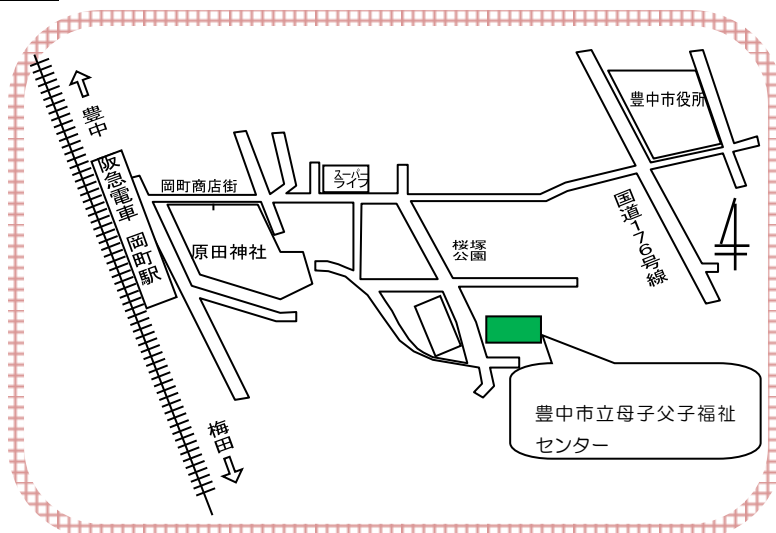 豊中
阪急電車 岡町駅
岡町商店街
スーパー
ライフ
豊中市役所
原田神社
桜塚
公園
国道176号線
梅田
豊中市立母子父子福祉
センター